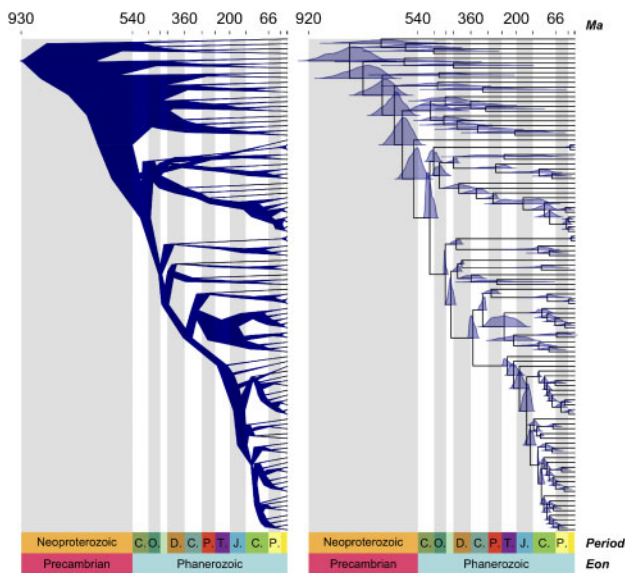 930 540 360 200 66 920 540 360 200 66 Ma
Neoproterozoic C. O. D. C. P. T. J. C. P. Neoproterozoic C. O. D. C. P. T. J. C. P. Period
Precambrian Phanerozoic Precambrian Phanerozoic Eon